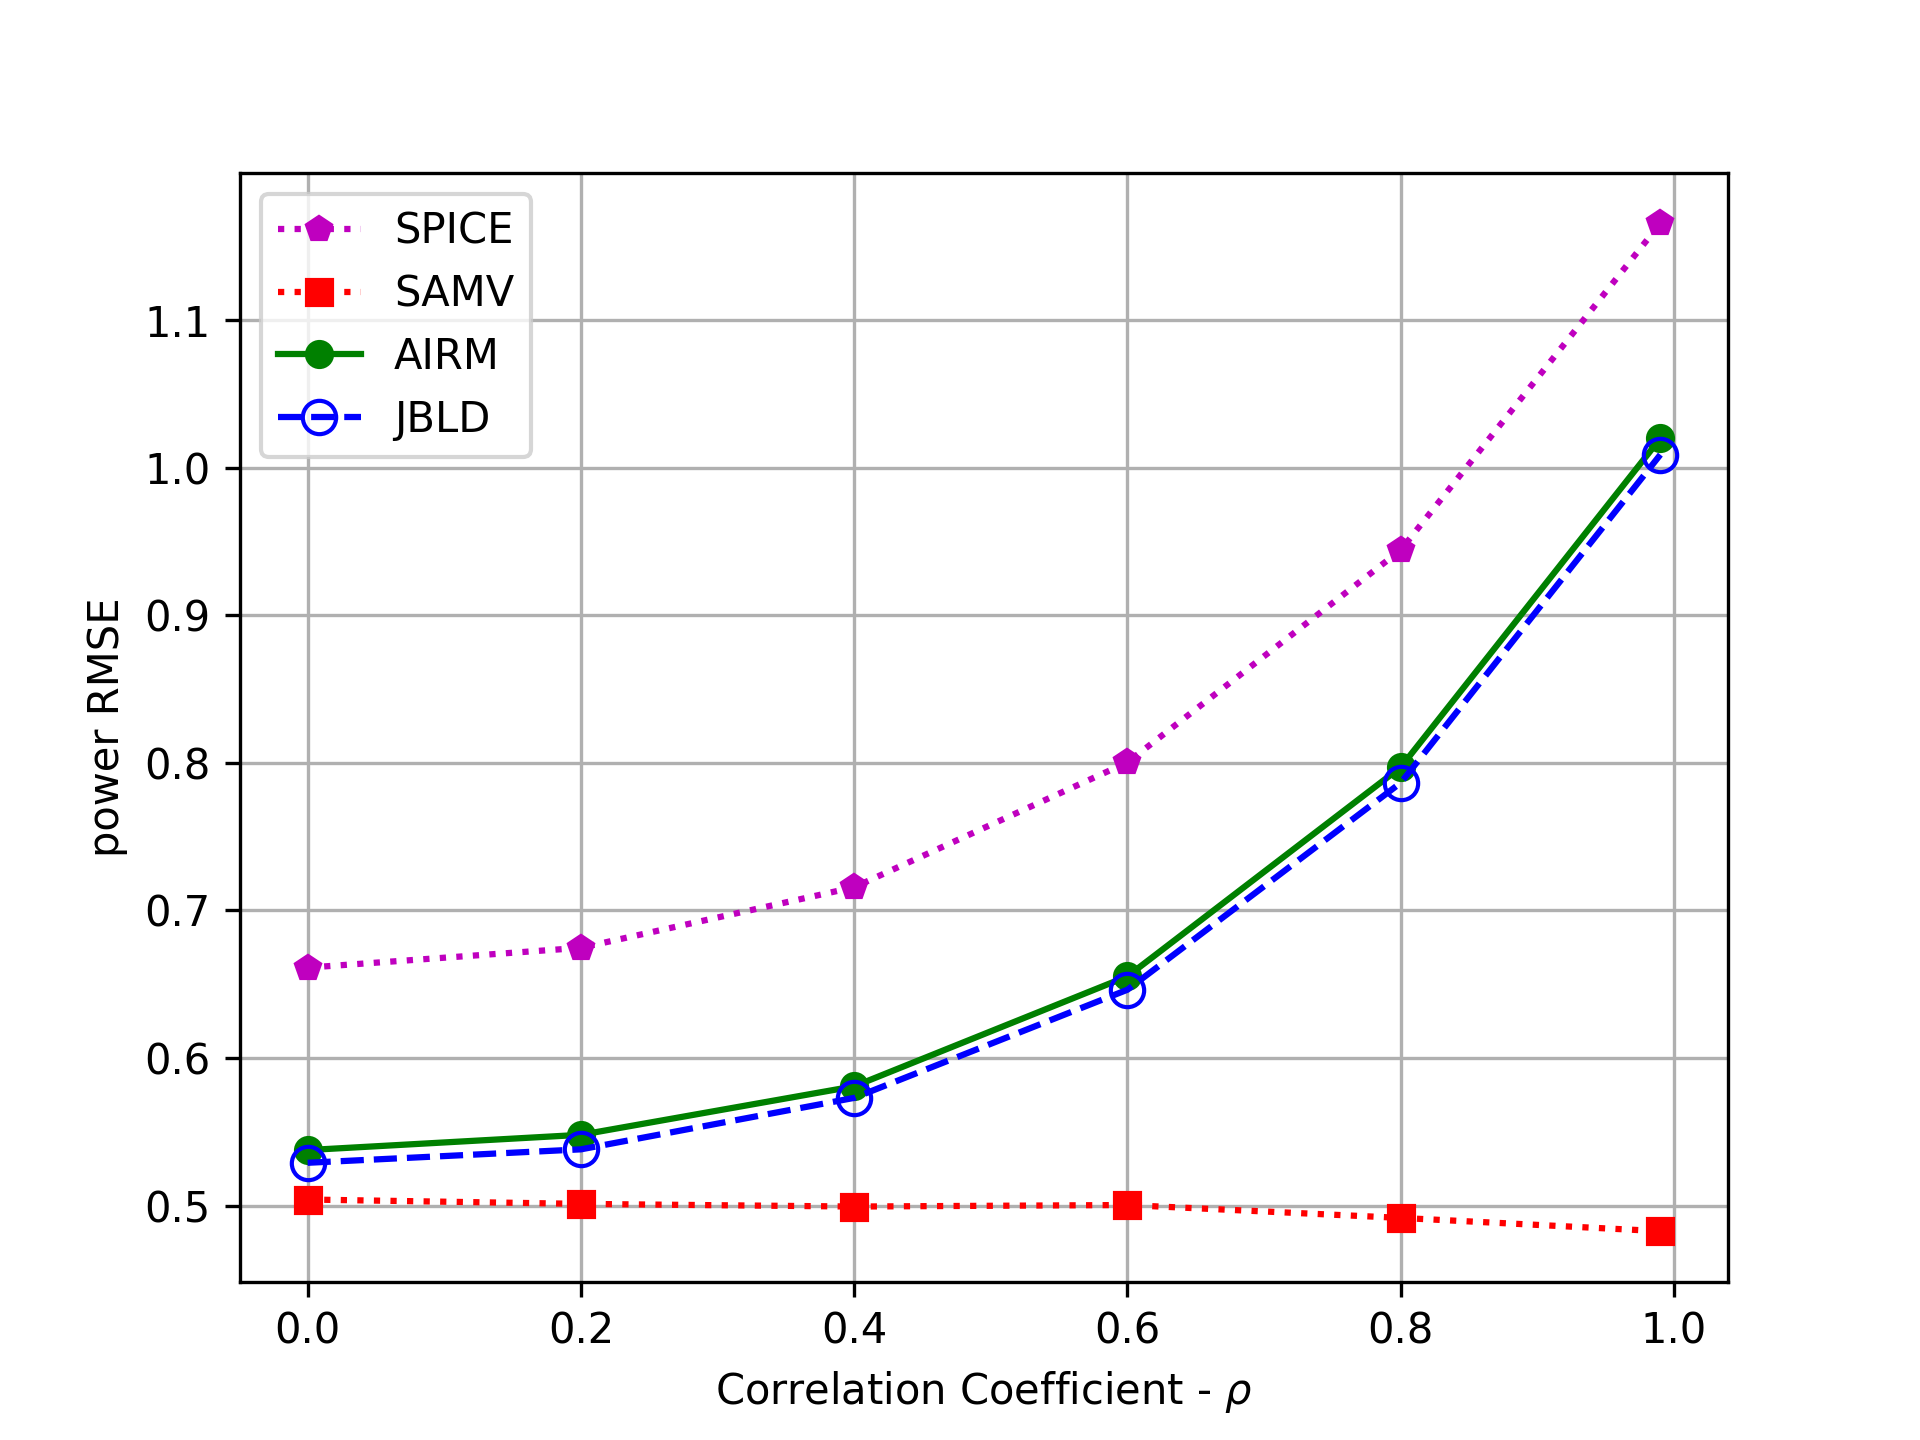 SPICE
SAMV
AIRM
JBLD
power RMSE
1.1
1.0
0.9
0.8
0.7
0.6
0.5
0.0 0.2 0.4 0.6 0.8 1.0
Correlation Coefficient - ρ